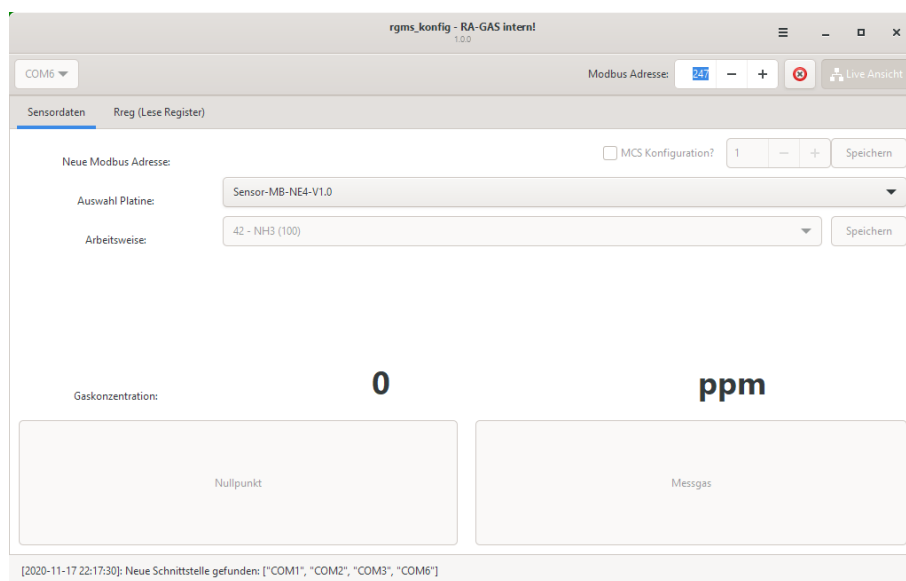 rgms_konfig - RA-GAS intern!
1.0.0
COM6
Modbus Adresse: 247 − +
Live Ansicht
Sensordaten Rreg (Lese Register)
Neue Modbus Adresse: MCS Konfiguration? 1 − + Speichern
Auswahl Platine: Sensor-MB-NE4-V1.0
Arbeitsweise: 42 - NH3 (100) Speichern
Gaskonzentration: 0 ppm
Nullpunkt Messgas
[2020-11-17 22:17:30]: Neue Schnittstelle gefunden: ["COM1", "COM2", "COM3", "COM6"]